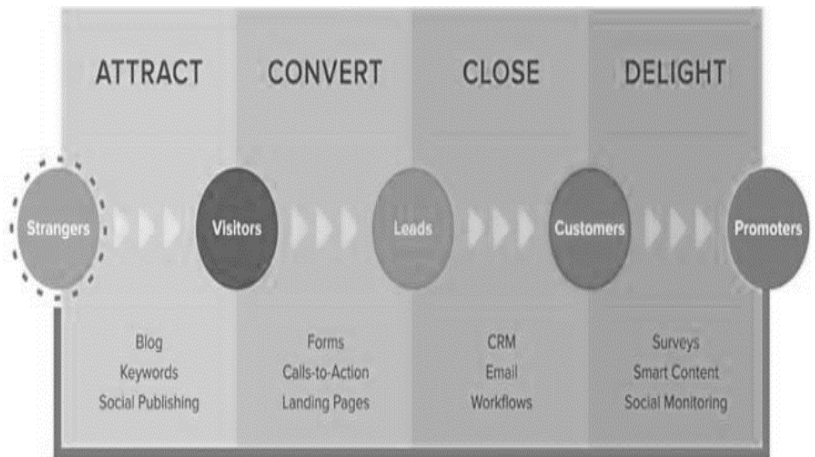 ATTRACT
CONVERT
CLOSE
DELIGHT
Strangers
Visitors
Leads
Customers
Promoters
Blog
Keywords
Social Publishing
Forms
Calls-to-Action
Landing Pages
CRM
Email
Workflows
Surveys
Smart Content
Social Monitoring